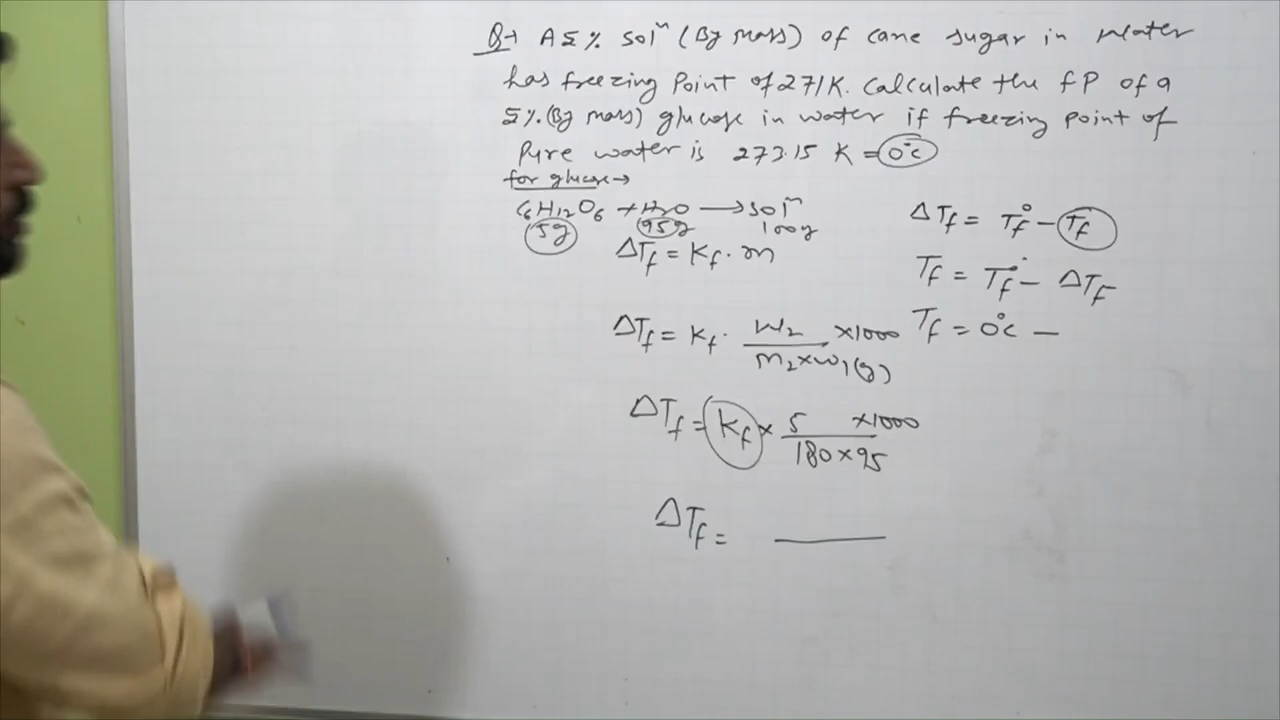 Q→ A 5% solⁿ (By mass) of cane sugar in water
has freezing Point of 271K. Calculate the fP of a
5%. (By mass) glucose in water if freezing point of
Pure water is 273.15 K = 0°c
for glucose→
C6H12O6 + H2O ⟶ solⁿ
5g 95g 100g
ΔTf = Kf · m
ΔTf = Kf · W2 / m2×w1(g) ×1000
ΔTf = Kf × 5 ×1000 / 180×95
ΔTf =
ΔTf = Tf° – Tf
Tf = Tf° – ΔTf
Tf = 0°c –